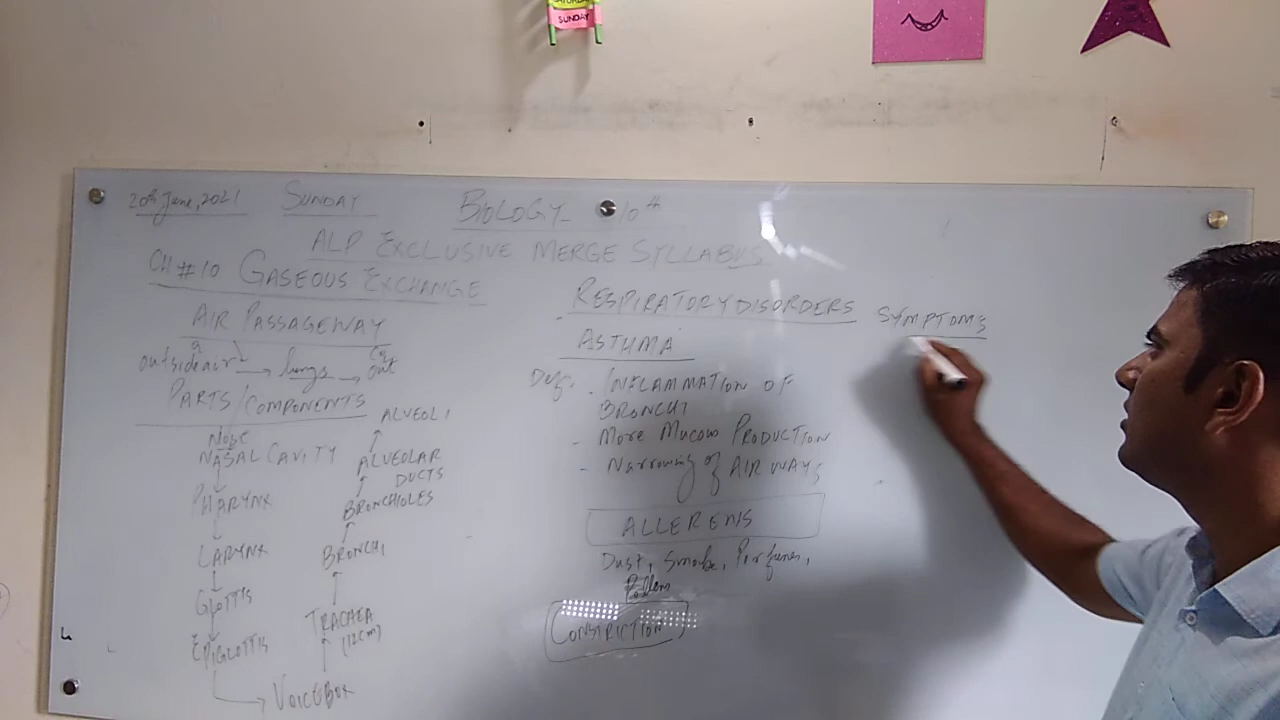 SATURDAY
SUNDAY
20th June, 2021 SUNDAY BIOLOGY- 10th
ALP EXCLUSIVE MERGE SYLLABUS
CH #10 GASEOUS EXCHANGE
AIR PASSAGEWAY
outside air → lungs → out
PARTS/COMPONENTS
Nose
NASAL CAVITY
PHARYNX
LARYNX
GLOTTIS
EPIGLOTTIS
VOICEBOX
TRACHEA
(12cm)
BRONCHI
BRONCHIOLES
ALVEOLAR
DUCTS
ALVEOLI
RESPIRATORY DISORDERS
ASTHMA
Def: - INFLAMMATION OF
BRONCHI
- More Mucous PRODUCTION
- Narrowing of AIR WAYS
ALLERENS
Dust, Smoke, Perfumes,
Pollens
CONSTRICTION
SYMPTOMS